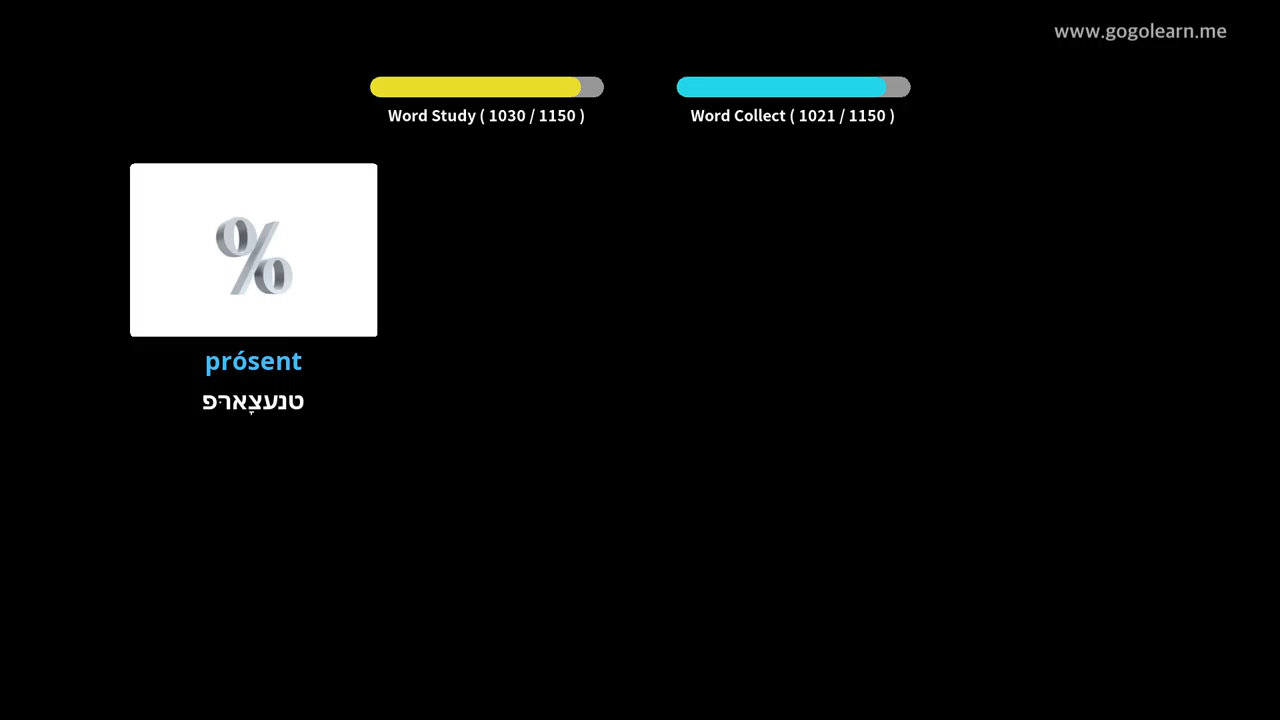 www.gogolearn.me
Word Study ( 1030 / 1150 )
Word Collect ( 1021 / 1150 )
%
prósent
טנעצָארּפ